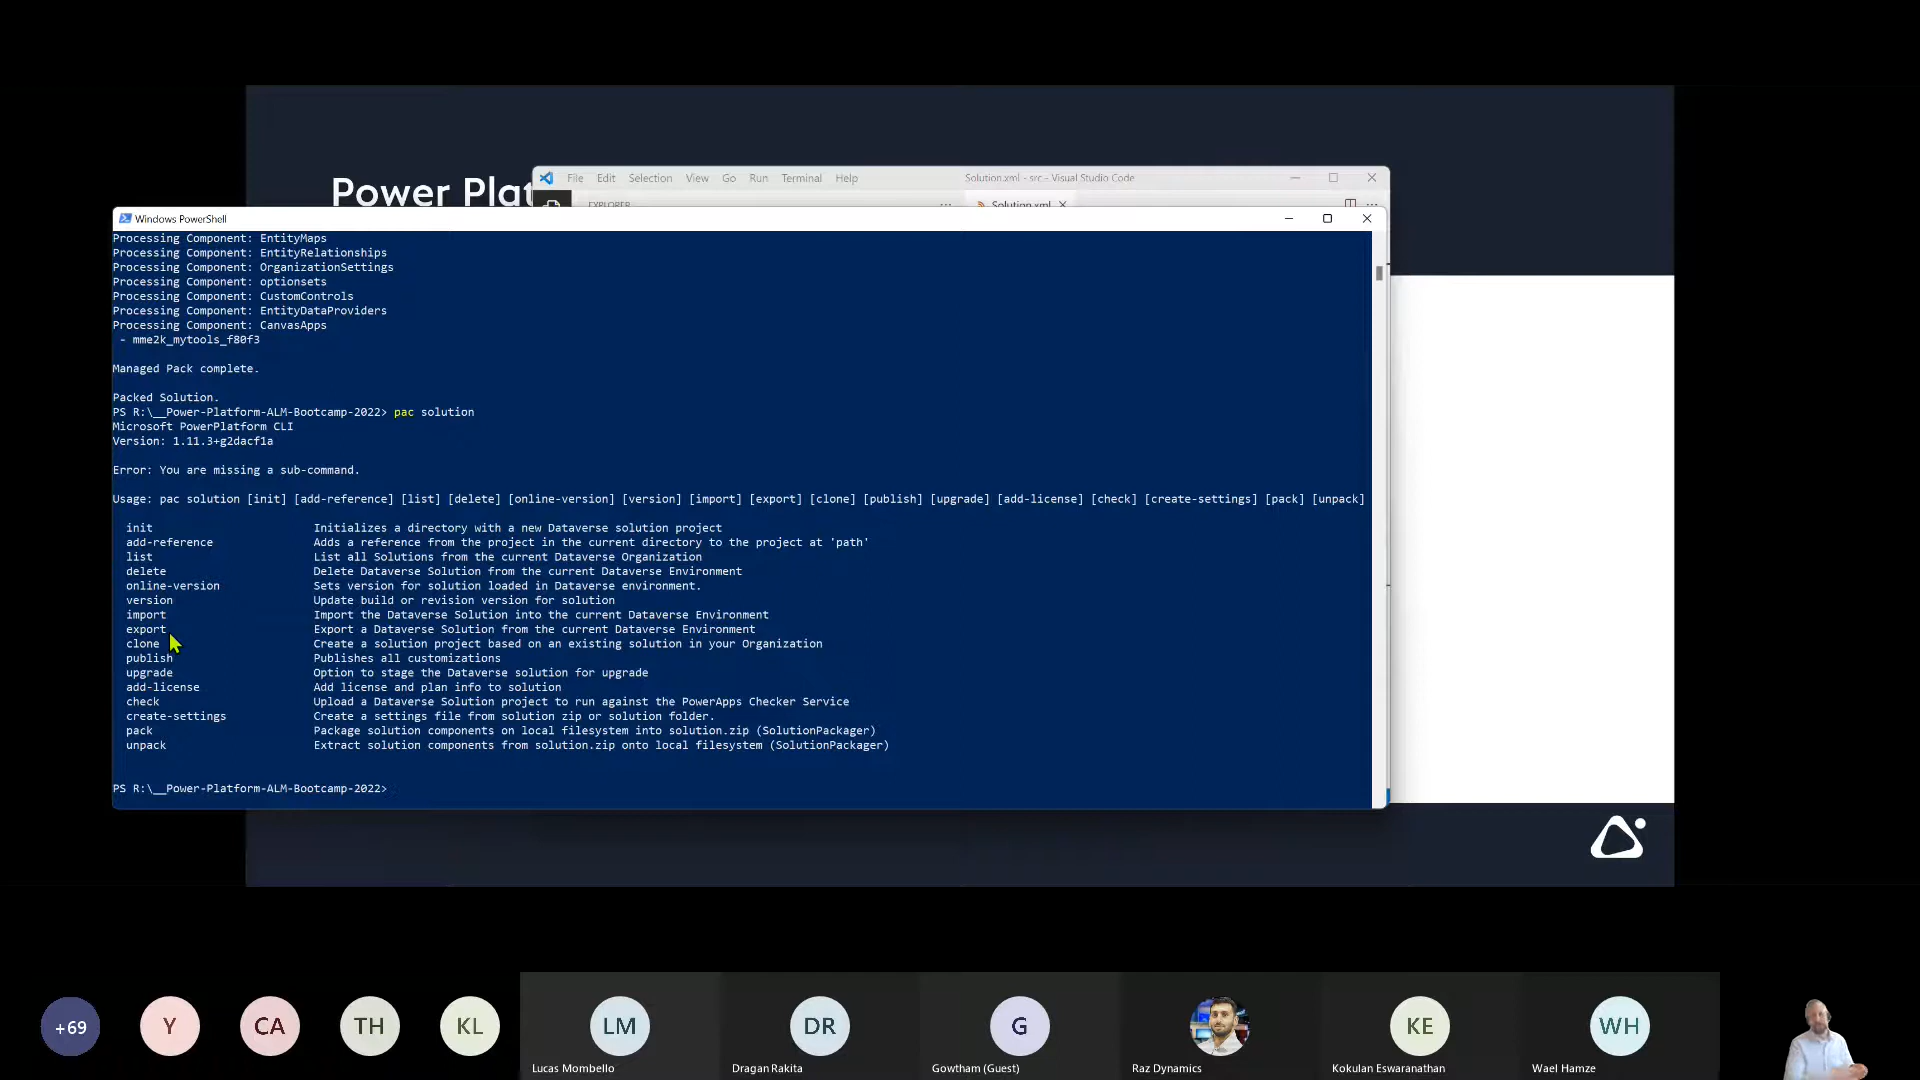 Power Plat
File Edit Selection View Go Run Terminal Help
Solution.xml - src - Visual Studio Code
EXPLORER
Solution.xml
Windows PowerShell
Processing Component: EntityMaps
Processing Component: EntityRelationships
Processing Component: OrganizationSettings
Processing Component: optionsets
Processing Component: CustomControls
Processing Component: EntityDataProviders
Processing Component: CanvasApps
- mme2k_mytools_f80f3
Managed Pack complete.
Packed Solution.
PS R:\__Power-Platform-ALM-Bootcamp-2022> pac solution
Microsoft PowerPlatform CLI
Version: 1.11.3+g2dacf1a
Error: You are missing a sub-command.
Usage: pac solution [init] [add-reference] [list] [delete] [online-version] [version] [import] [export] [clone] [publish] [upgrade] [add-license] [check] [create-settings] [pack] [unpack]
init Initializes a directory with a new Dataverse solution project
add-reference Adds a reference from the project in the current directory to the project at 'path'
list List all Solutions from the current Dataverse Organization
delete Delete Dataverse Solution from the current Dataverse Environment
online-version Sets version for solution loaded in Dataverse environment.
version Update build or revision version for solution
import Import the Dataverse Solution into the current Dataverse Environment
export Export a Dataverse Solution from the current Dataverse Environment
clone Create a solution project based on an existing solution in your Organization
publish Publishes all customizations
upgrade Option to stage the Dataverse solution for upgrade
add-license Add license and plan info to solution
check Upload a Dataverse Solution project to run against the PowerApps Checker Service
create-settings Create a settings file from solution zip or solution folder.
pack Package solution components on local filesystem into solution.zip (SolutionPackager)
unpack Extract solution components from solution.zip onto local filesystem (SolutionPackager)
PS R:\__Power-Platform-ALM-Bootcamp-2022>
+69 Y CA TH KL LM DR G KE WH
Lucas Mombello Dragan Rakita Gowtham (Guest) Raz Dynamics Kokulan Eswaranathan Wael Hamze